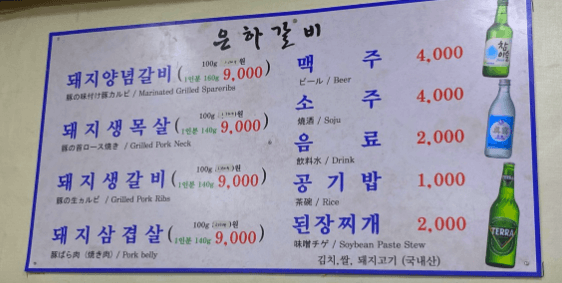 은하갈비
돼지양념갈비 (100g 원 1인분 160g 9,000)
豚の味付け豚カルビ / Marinated Grilled Spareribs
돼지생목살 (100g 원 1인분 140g 9,000)
豚の首ロース焼き / Grilled Pork Neck
돼지생갈비 (100g 원 1인분 140g 9,000)
豚の生カルビ / Grilled Pork Ribs
돼지삼겹살 (100g 원 1인분 140g 9,000)
豚ばら肉 (焼き肉) / Pork belly
맥주 4,000
ビール / Beer
소주 4,000
焼酒 / Soju
음료 2,000
飲料水 / Drink
공기밥 1,000
茶碗 / Rice
된장찌개 2,000
味噌チゲ / Soybean Paste Stew
김치,쌀, 돼지고기 (국내산)
참이슬
TERRA